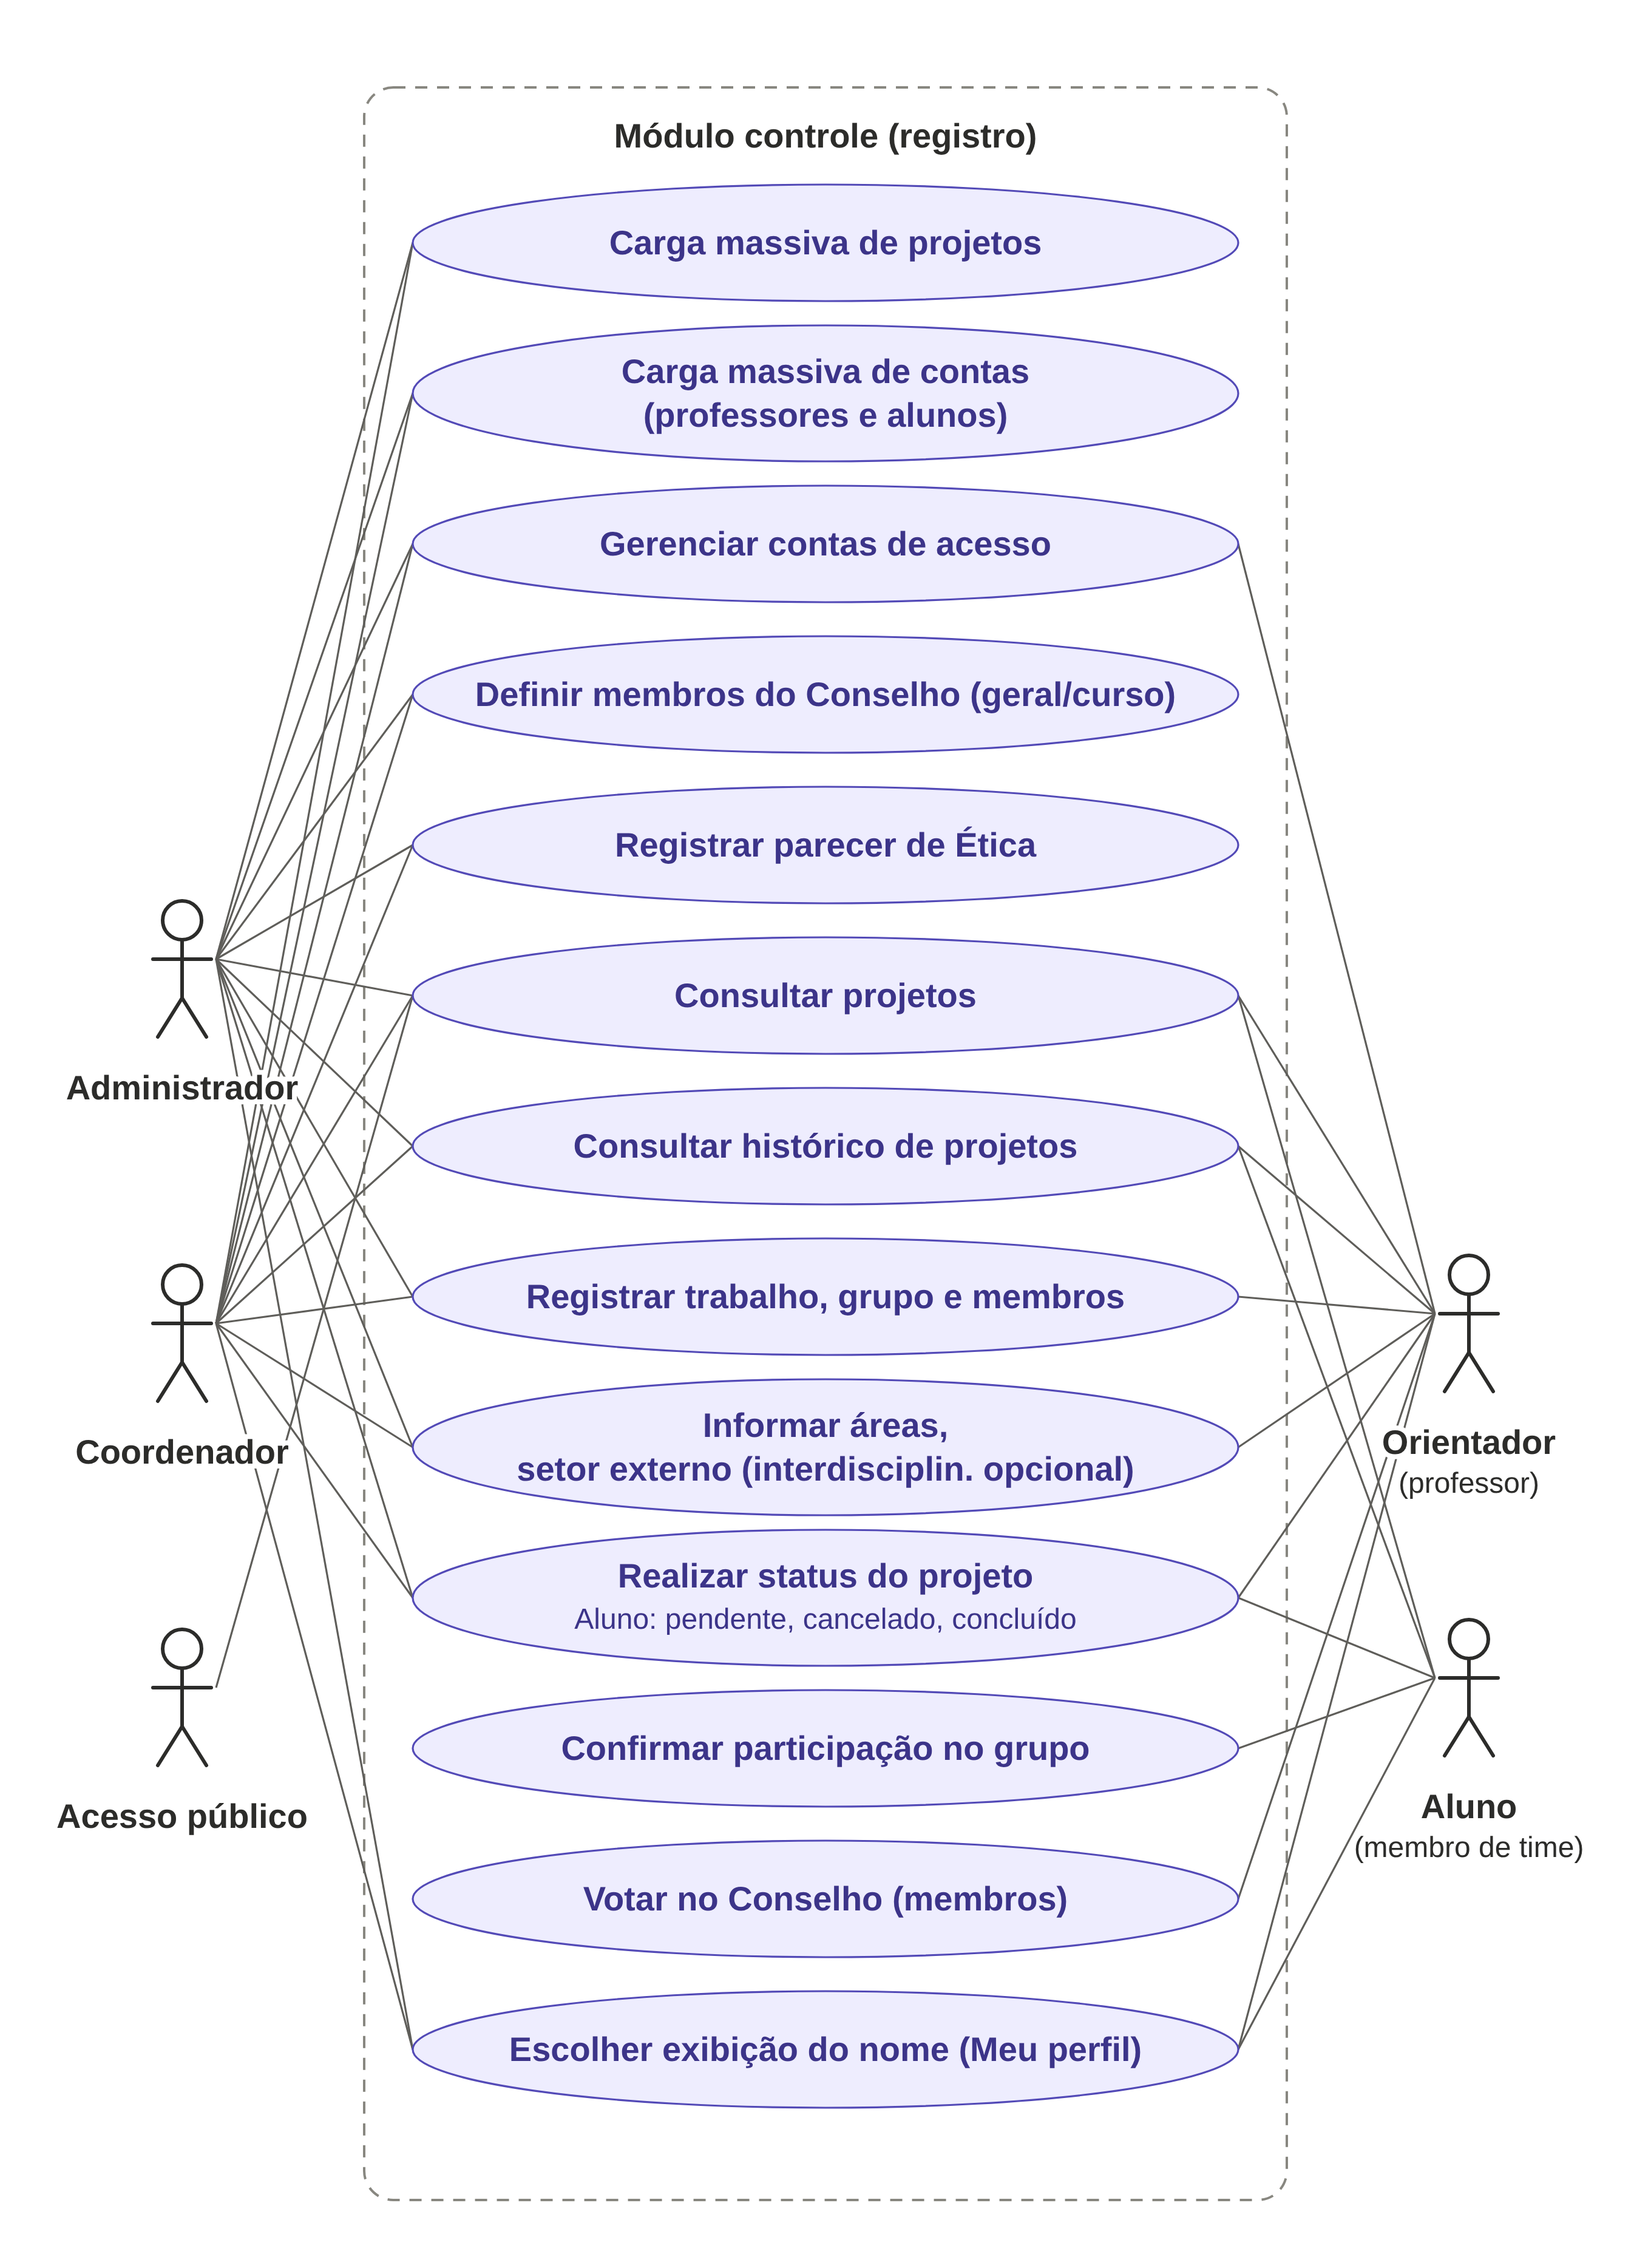 Módulo controle (registro)
Carga massiva de projetos
Carga massiva de contas
(professores e alunos)
Gerenciar contas de acesso
Definir membros do Conselho (geral/curso)
Registrar parecer de Ética
Consultar projetos
Administrador
Consultar histórico de projetos
Registrar trabalho, grupo e membros
Coordenador
Informar áreas,
setor externo (interdisciplin. opcional)
Orientador
(professor)
Realizar status do projeto
Aluno: pendente, cancelado, concluído
Confirmar participação no grupo
Acesso público
Aluno
(membro de time)
Votar no Conselho (membros)
Escolher exibição do nome (Meu perfil)